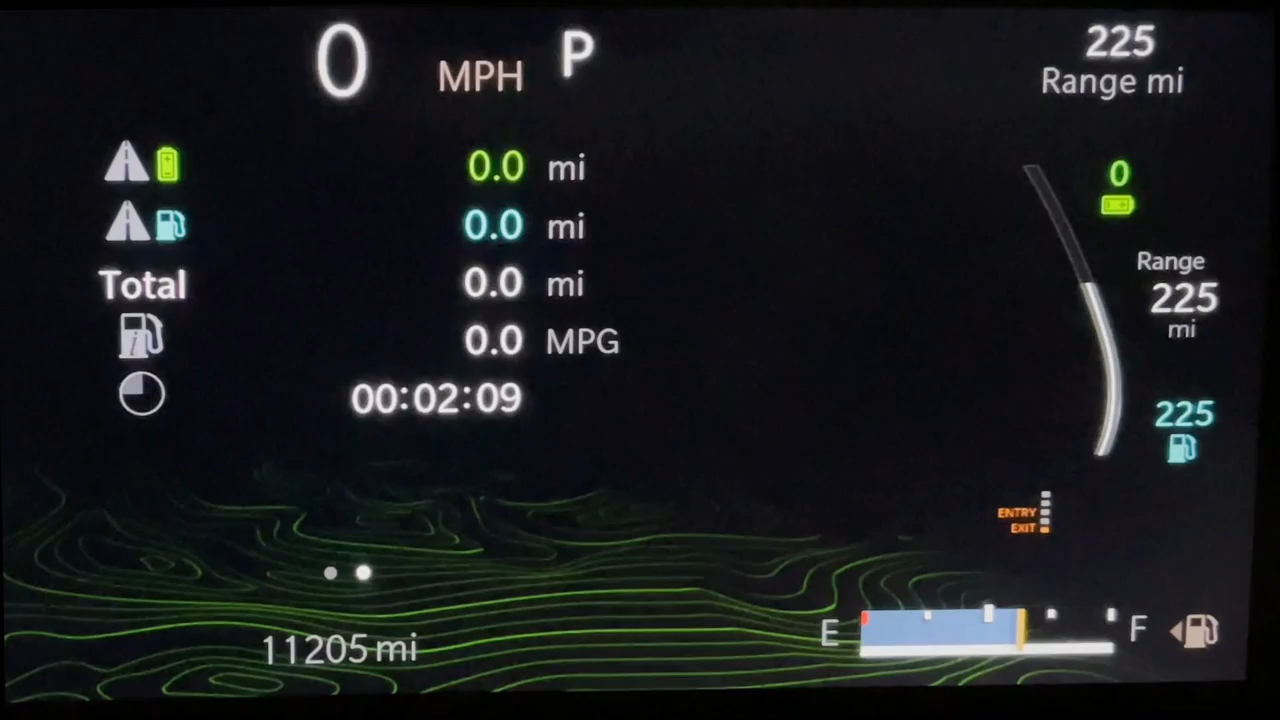 0 MPH P
225
Range mi
0.0 mi
0.0 mi
Total 0.0 mi
0.0 MPG
00:02:09
0
Range
225
mi
225
ENTRY
EXIT
11205 mi
E F